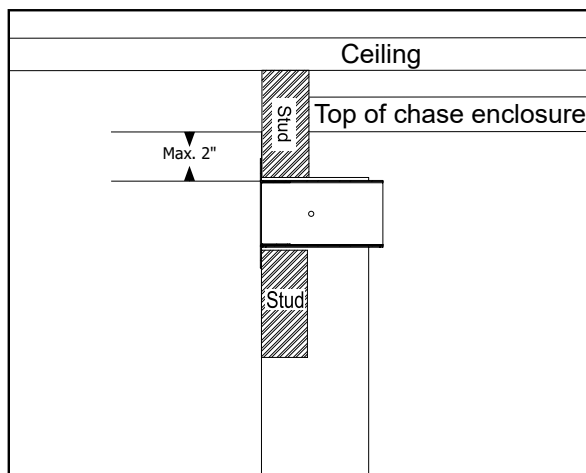 Ceiling
Stud
Top of chase enclosure
Max. 2"
Stud